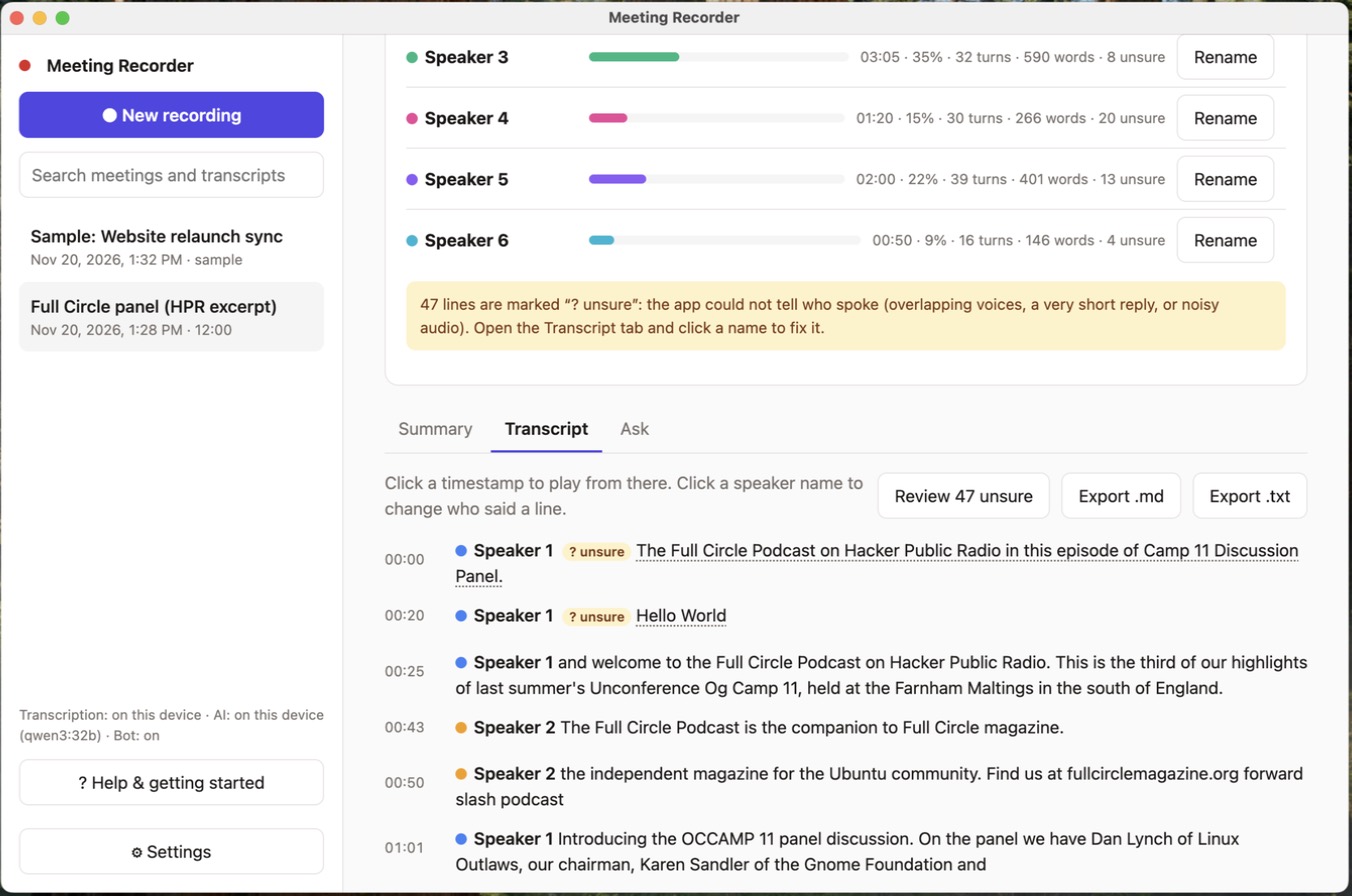 Meeting Recorder
Meeting Recorder
New recording
Search meetings and transcripts
Sample: Website relaunch sync
Nov 20, 2026, 1:32 PM · sample
Full Circle panel (HPR excerpt)
Nov 20, 2026, 1:28 PM · 12:00
Transcription: on this device · AI: on this device
(qwen3:32b) · Bot: on
? Help & getting started
⚙ Settings
Speaker 3 03:05 · 35% · 32 turns · 590 words · 8 unsure Rename
Speaker 4 01:20 · 15% · 30 turns · 266 words · 20 unsure Rename
Speaker 5 02:00 · 22% · 39 turns · 401 words · 13 unsure Rename
Speaker 6 00:50 · 9% · 16 turns · 146 words · 4 unsure Rename
47 lines are marked “? unsure”: the app could not tell who spoke (overlapping voices, a very short reply, or noisy
audio). Open the Transcript tab and click a name to fix it.
Summary Transcript Ask
Click a timestamp to play from there. Click a speaker name to
change who said a line.
Review 47 unsure Export .md Export .txt
00:00 Speaker 1 ? unsure The Full Circle Podcast on Hacker Public Radio in this episode of Camp 11 Discussion
Panel.
00:20 Speaker 1 ? unsure Hello World
00:25 Speaker 1 and welcome to the Full Circle Podcast on Hacker Public Radio. This is the third of our highlights
of last summer's Unconference Og Camp 11, held at the Farnham Maltings in the south of England.
00:43 Speaker 2 The Full Circle Podcast is the companion to Full Circle magazine.
00:50 Speaker 2 the independent magazine for the Ubuntu community. Find us at fullcirclemagazine.org forward
slash podcast
01:01 Speaker 1 Introducing the OCCAMP 11 panel discussion. On the panel we have Dan Lynch of Linux
Outlaws, our chairman, Karen Sandler of the Gnome Foundation and